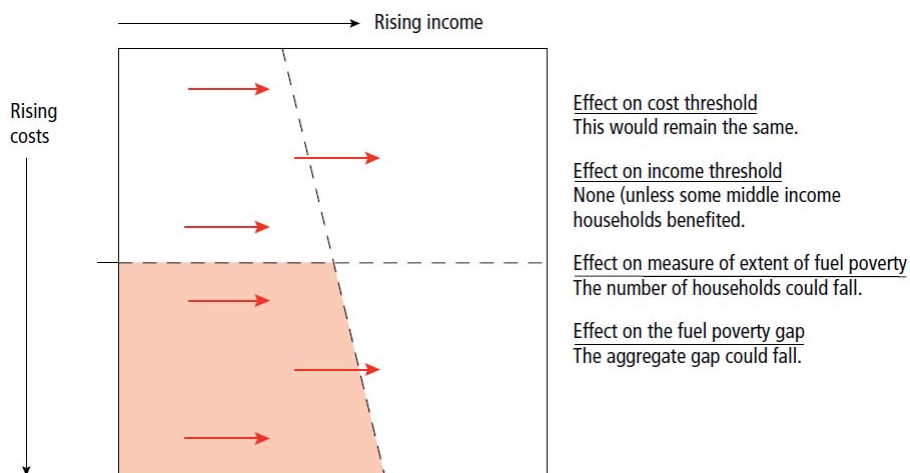 Rising income
Rising
costs
Effect on cost threshold
This would remain the same.
Effect on income threshold
None (unless some middle income
households benefited.
Effect on measure of extent of fuel poverty
The number of households could fall.
Effect on the fuel poverty gap
The aggregate gap could fall.